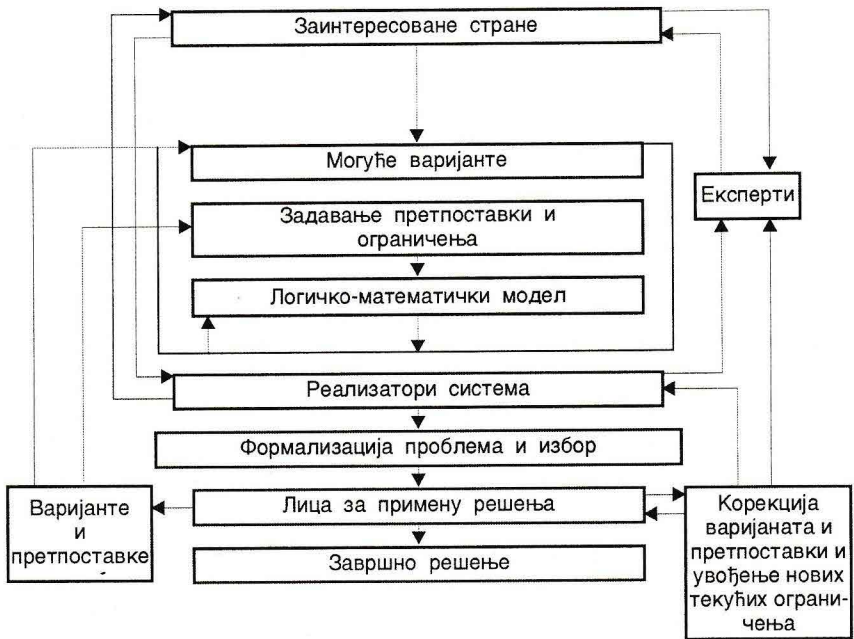 Заинтересоване стране
Могуће варијанте
Експерти
Задавање претпоставки и
ограничења
Логичко-математички модел
Реализатори система
Формализација проблема и избор
Варијанте
и
претпоставке
Лица за примену решења
Корекција
варијаната и
претпоставки и
увођење нових
текућих ограни-
чења
Завршно решење